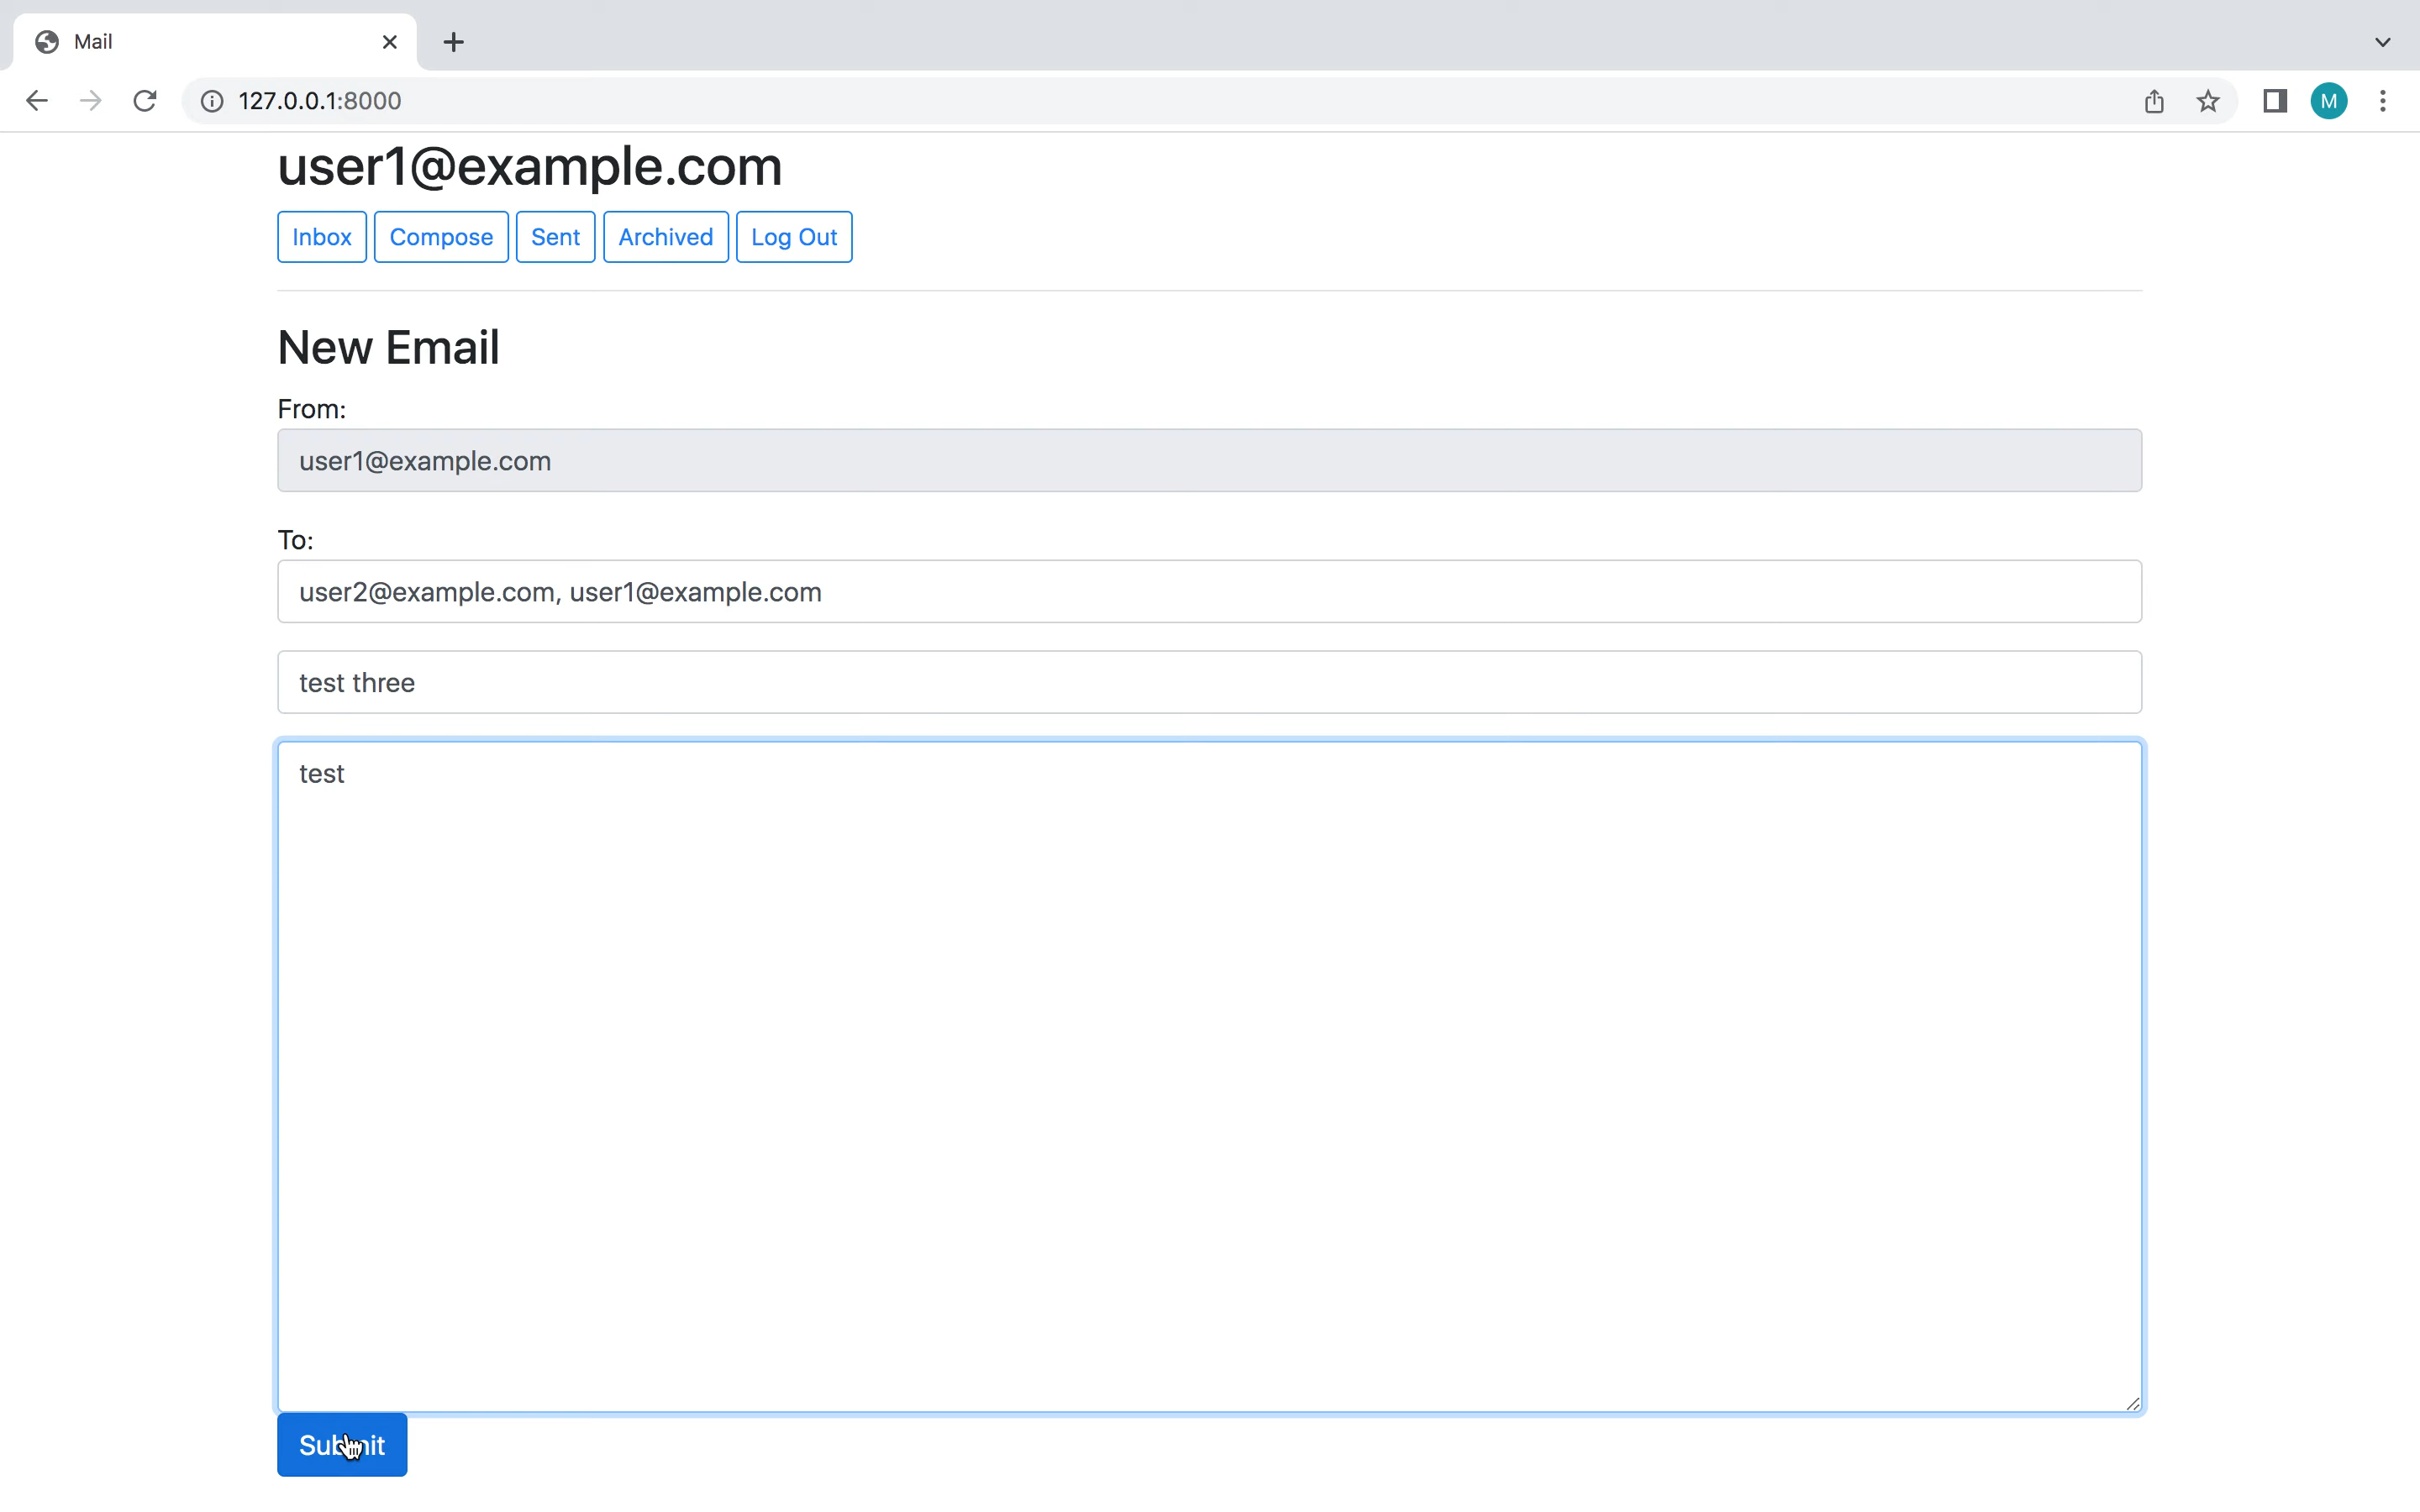 Mail
127.0.0.1:8000
M
user1@example.com
Inbox Compose Sent Archived Log Out
New Email
From:
user1@example.com
To:
user2@example.com, user1@example.com
test three
test
Submit